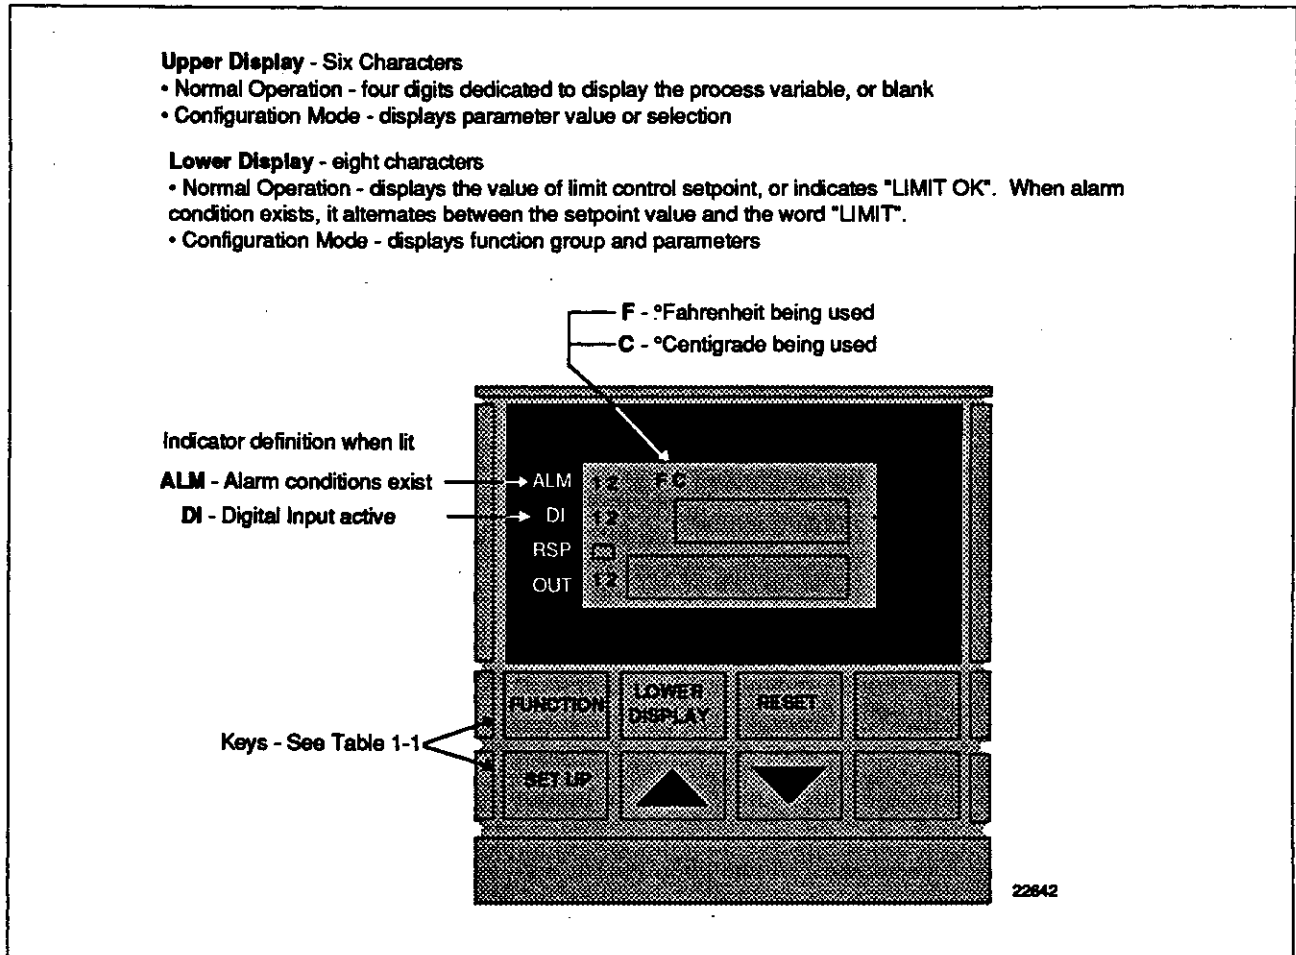 Upper Display - Six Characters
• Normal Operation - four digits dedicated to display the process variable, or blank
• Configuration Mode - displays parameter value or selection
Lower Display - eight characters
• Normal Operation - displays the value of limit control setpoint, or indicates "LIMIT OK". When alarm
condition exists, it alternates between the setpoint value and the word "LIMIT".
• Configuration Mode - displays function group and parameters
F - °Fahrenheit being used
C - °Centigrade being used
Indicator definition when lit
ALM - Alarm conditions exist
DI - Digital Input active
ALM 1 2 F C
DI 1 2
RSP
OUT 1 2
FUNCTION
LOWER
DISPLAY
RESET
Keys - See Table 1-1
SET UP
22642